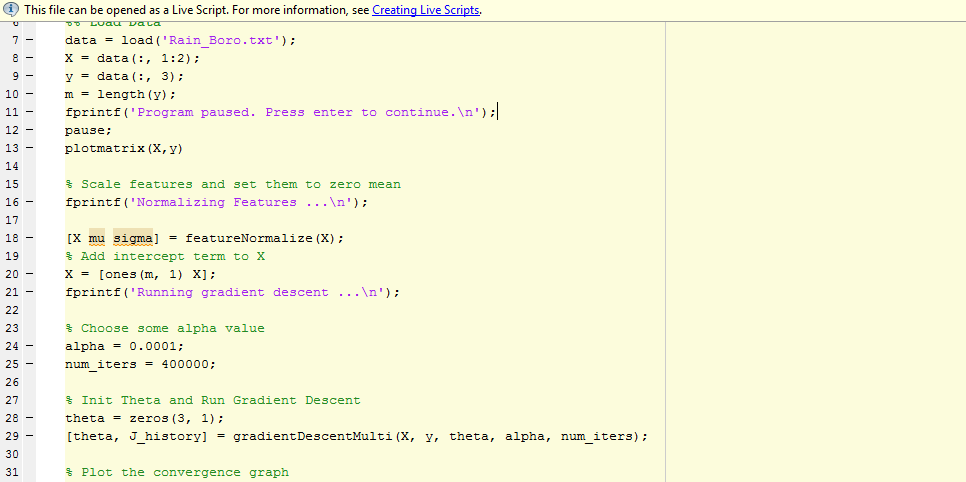 This file can be opened as a Live Script. For more information, see Creating Live Scripts.
6 %% Load Data
7 – data = load('Rain_Boro.txt');
8 – X = data(:, 1:2);
9 – y = data(:, 3);
10 – m = length(y);
11 – fprintf('Program paused. Press enter to continue.\n');
12 – pause;
13 – plotmatrix(X,y)
14
15 % Scale features and set them to zero mean
16 – fprintf('Normalizing Features ...\n');
17
18 – [X mu sigma] = featureNormalize(X);
19 % Add intercept term to X
20 – X = [ones(m, 1) X];
21 – fprintf('Running gradient descent ...\n');
22
23 % Choose some alpha value
24 – alpha = 0.0001;
25 – num_iters = 400000;
26
27 % Init Theta and Run Gradient Descent
28 – theta = zeros(3, 1);
29 – [theta, J_history] = gradientDescentMulti(X, y, theta, alpha, num_iters);
30
31 % Plot the convergence graph